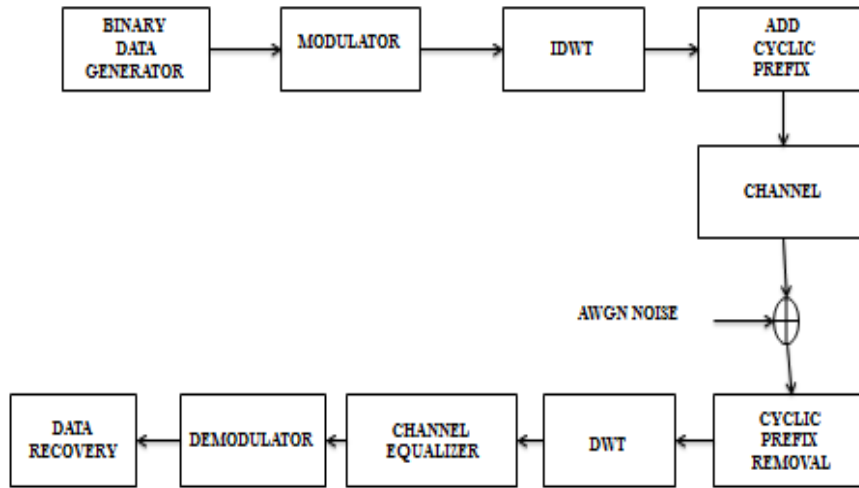 BINARY
DATA
GENERATOR
MODULATOR
IDWT
ADD
CYCLIC
PREFIX
CHANNEL
AWGN NOISE
DATA
RECOVERY
DEMODULATOR
CHANNEL
EQUALIZER
DWT
CYCLIC
PREFIX
REMOVAL